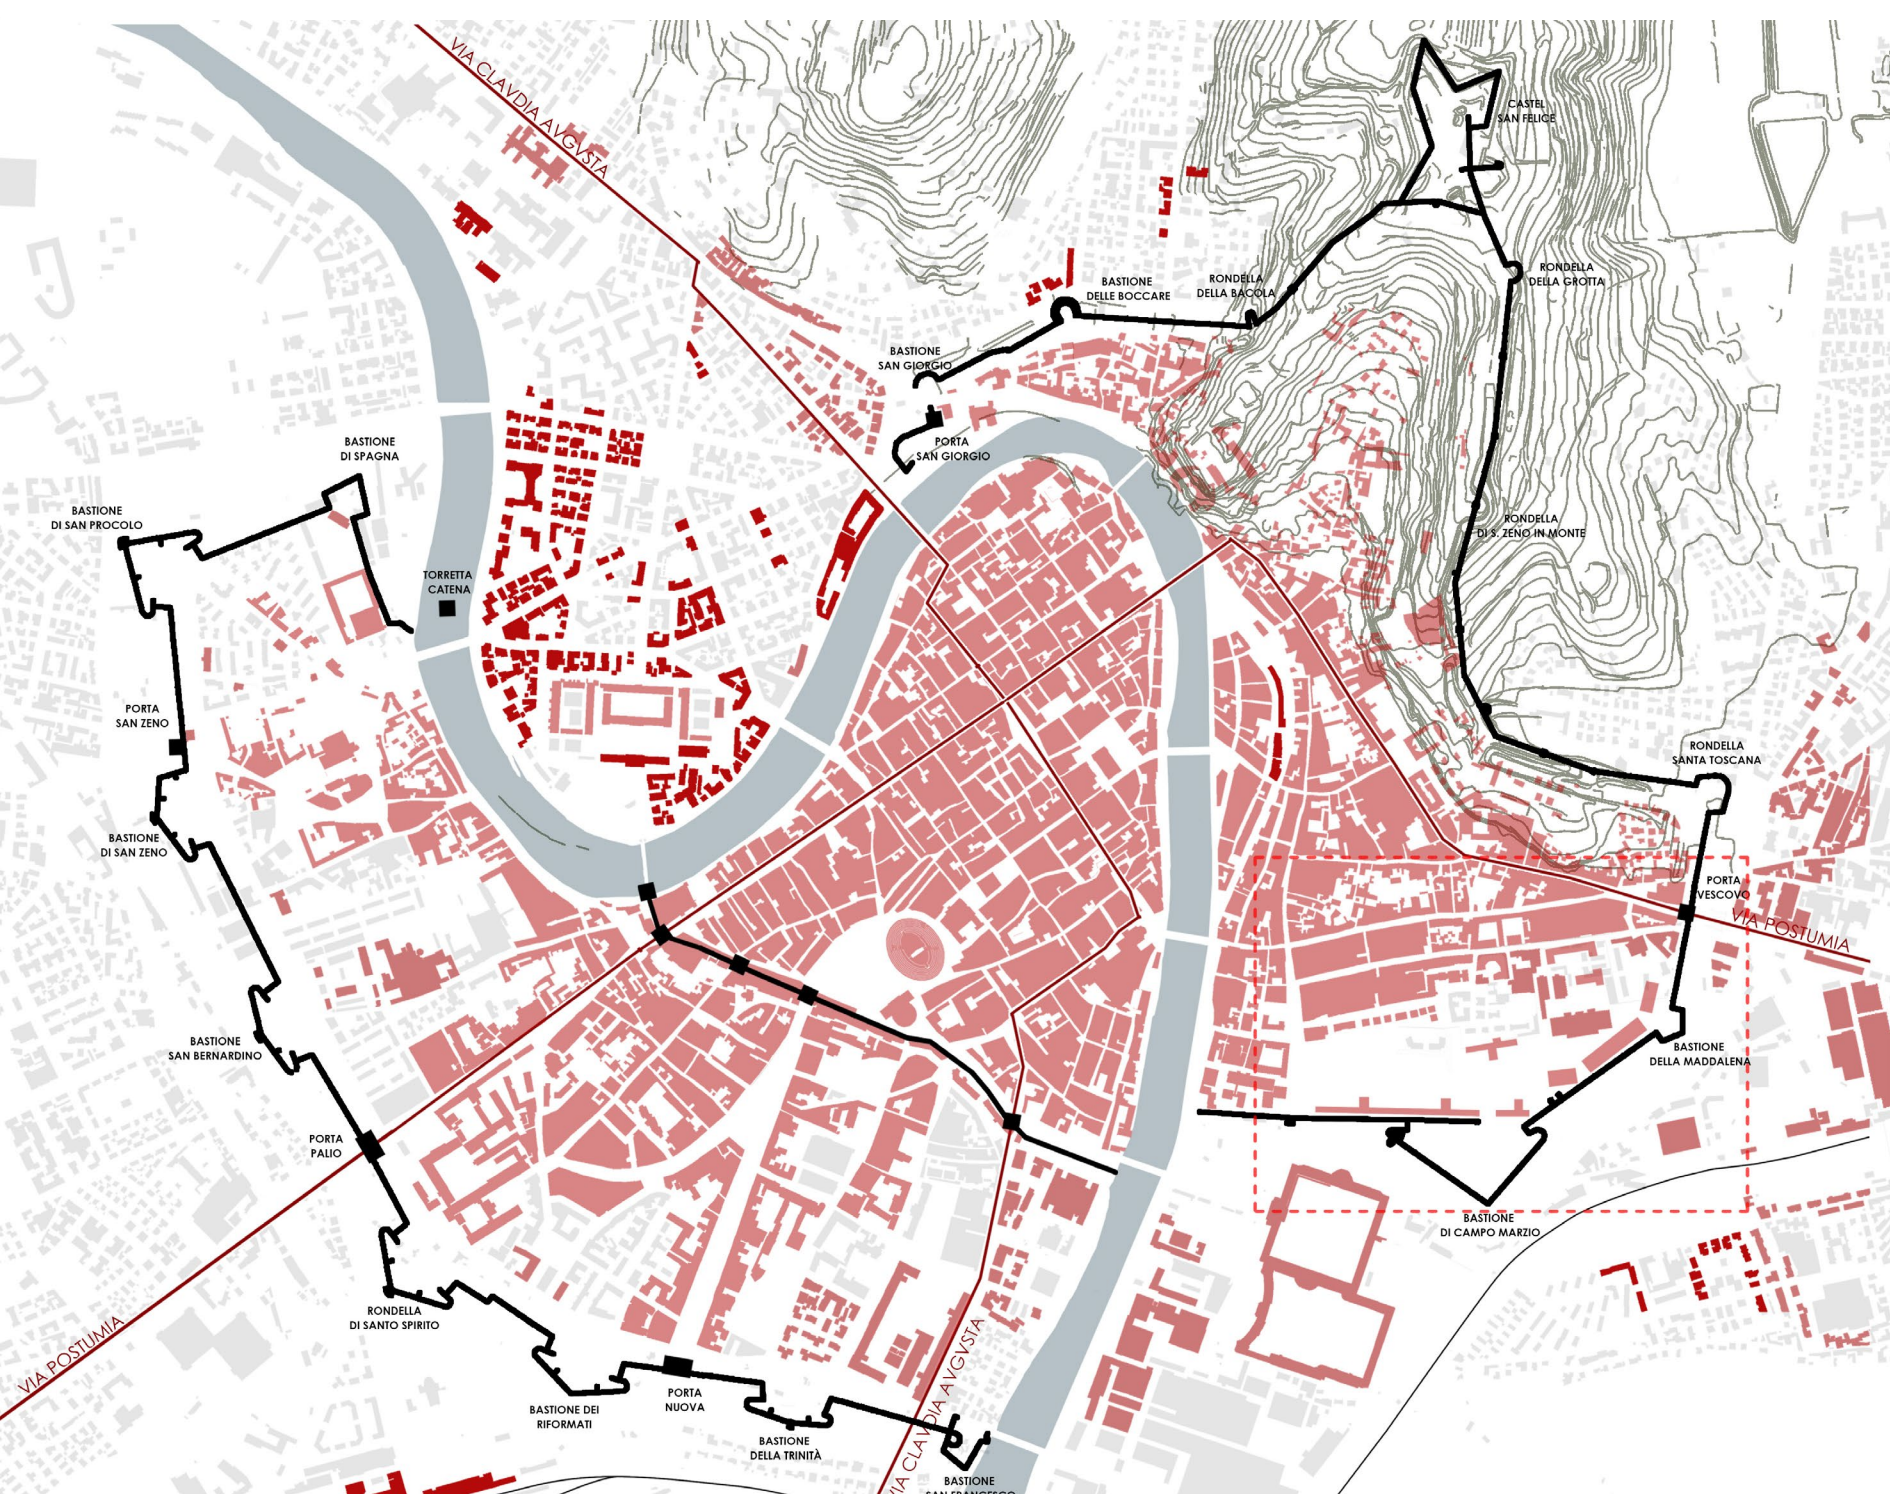 VIA CLAVDIA AVGVSTA
CASTEL
SAN FELICE
RONDELLA
DELLA GROTTA
BASTIONE
DELLE BOCCARE
RONDELLA
DELLA BACOLA
BASTIONE
SAN GIORGIO
PORTA
SAN GIORGIO
BASTIONE
DI SPAGNA
BASTIONE
DI SAN PROCOLO
RONDELLA
DI S. ZENO IN MONTE
TORRETTA
CATENA
PORTA
SAN ZENO
RONDELLA
SANTA TOSCANA
BASTIONE
DI SAN ZENO
PORTA
VESCOVO
VIA POSTUMIA
BASTIONE
SAN BERNARDINO
BASTIONE
DELLA MADDALENA
PORTA
PALIO
BASTIONE
DI CAMPO MARZIO
RONDELLA
DI SANTO SPIRITO
VIA POSTUMIA
VIA CLAVDIA AVGVSTA
PORTA
NUOVA
BASTIONE DEI
RIFORMATI
BASTIONE
DELLA TRINITÀ
BASTIONE
SAN FRANCESCO